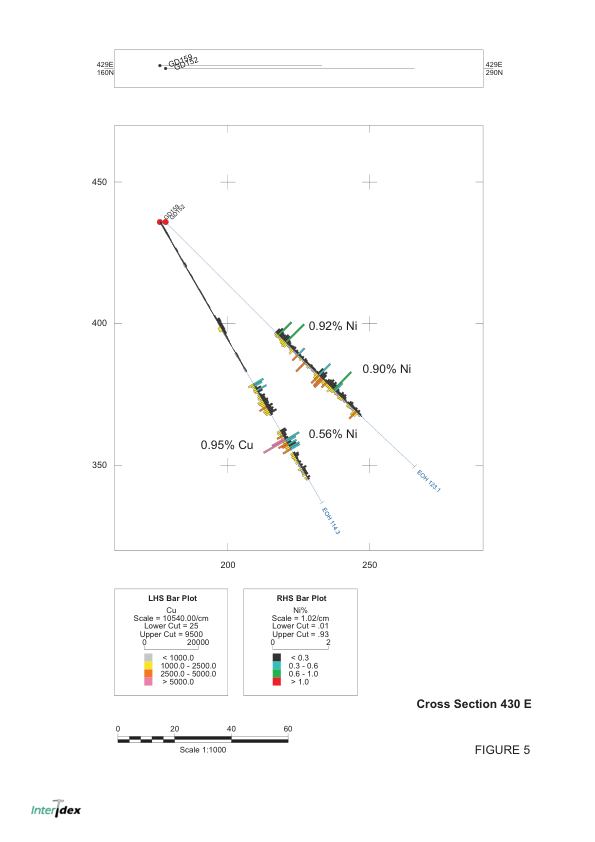 GD159
GD152
429E
160N
429E
290N
450
GD159
GD152
400
0.92% Ni
0.90% Ni
0.56% Ni
0.95% Cu
350
EOH 123.1
EOH 114.3
200
250
LHS Bar Plot
Cu
Scale = 10540.00/cm
Lower Cut = 25
Upper Cut = 9500
0 20000
< 1000.0
1000.0 - 2500.0
2500.0 - 5000.0
> 5000.0
RHS Bar Plot
Ni%
Scale = 1.02/cm
Lower Cut = .01
Upper Cut = .93
0 2
< 0.3
0.3 - 0.6
0.6 - 1.0
> 1.0
Cross Section 430 E
0 20 40 60
Scale 1:1000
FIGURE 5
Interdex